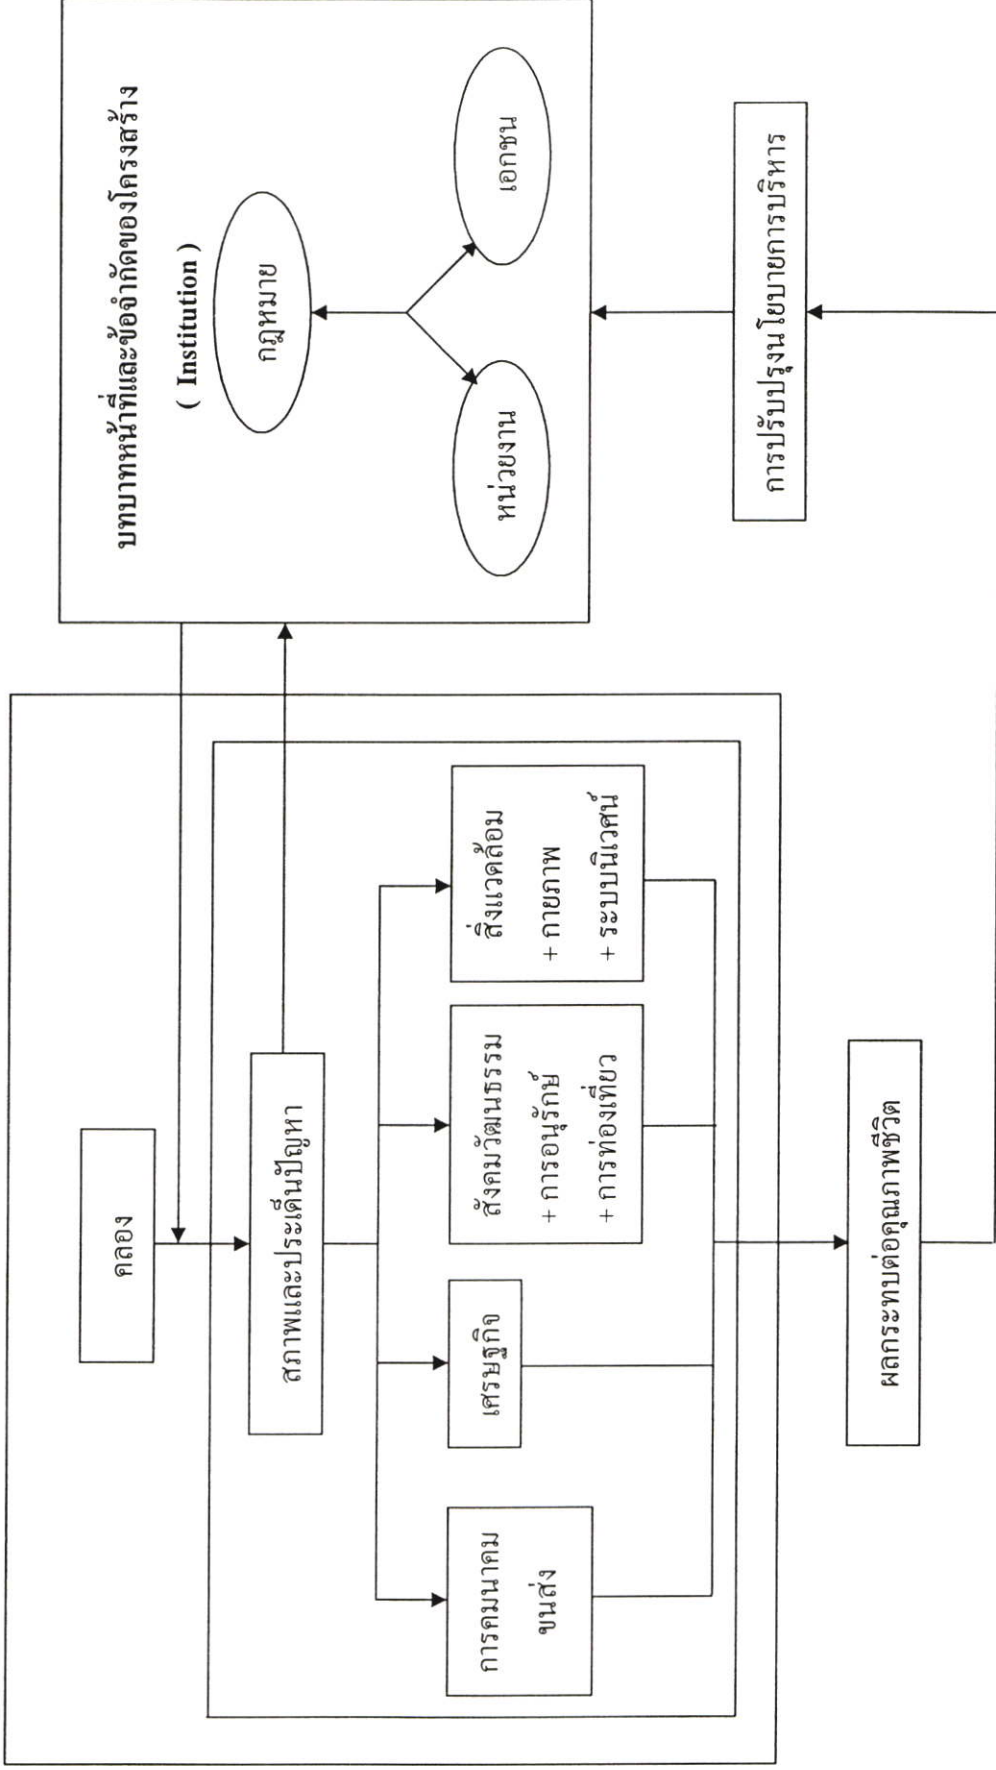 คลอง
สภาพและประเด็นปัญหา
การคมนาคม
ขนส่ง
เศรษฐกิจ
สังคมวัฒนธรรม
+ การอนุรักษ์
+ การท่องเที่ยว
สิ่งแวดล้อม
+ กายภาพ
+ ระบบนิเวศน์
ผลกระทบต่อคุณภาพชีวิต
บทบาทหน้าที่และข้อจำกัดของโครงสร้าง
( Institution )
กฎหมาย
หน่วยงาน
เอกชน
การปรับปรุงนโยบายการบริหาร